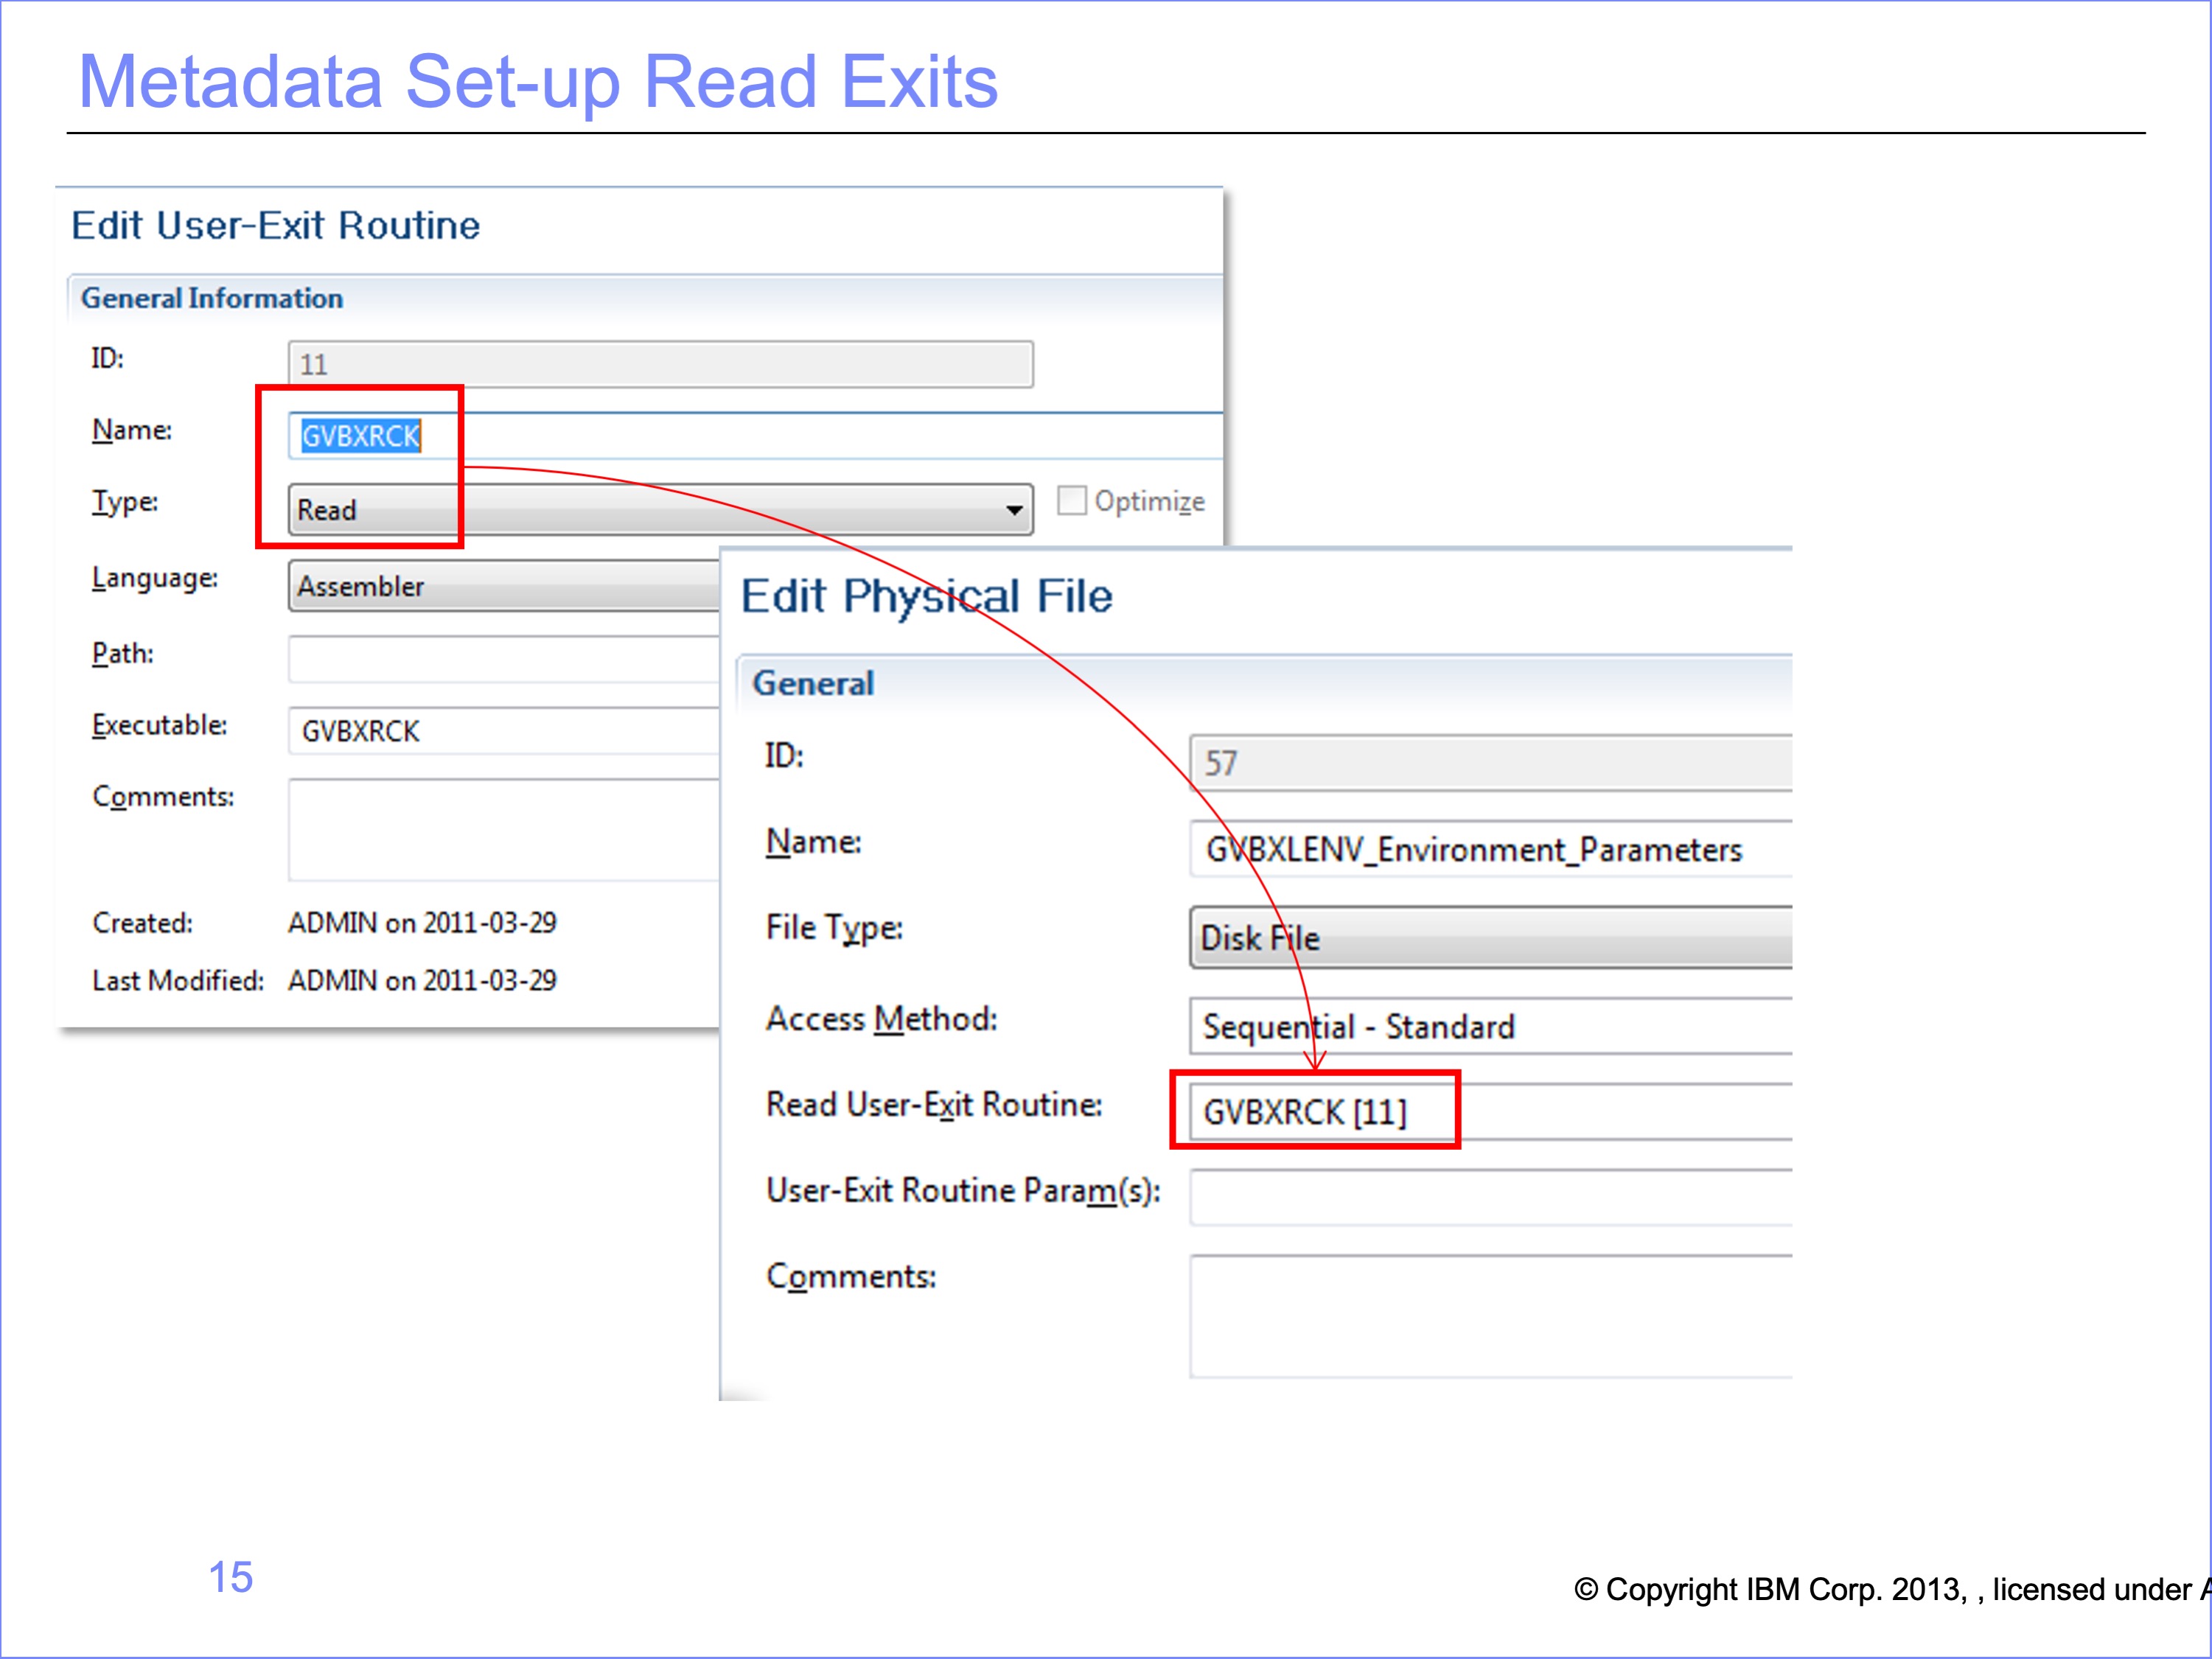 Metadata Set-up Read Exits
Edit User-Exit Routine
General Information
ID: 11
Name: GVBXRCK
Type: Read Optimize
Language: Assembler
Path:
Executable: GVBXRCK
Comments:
Created: ADMIN on 2011-03-29
Last Modified: ADMIN on 2011-03-29
Edit Physical File
General
ID: 57
Name: GVBXLENV_Environment_Parameters
File Type: Disk File
Access Method: Sequential - Standard
Read User-Exit Routine: GVBXRCK [11]
User-Exit Routine Param(s):
Comments:
15
© Copyright IBM Corp. 2013, , licensed under